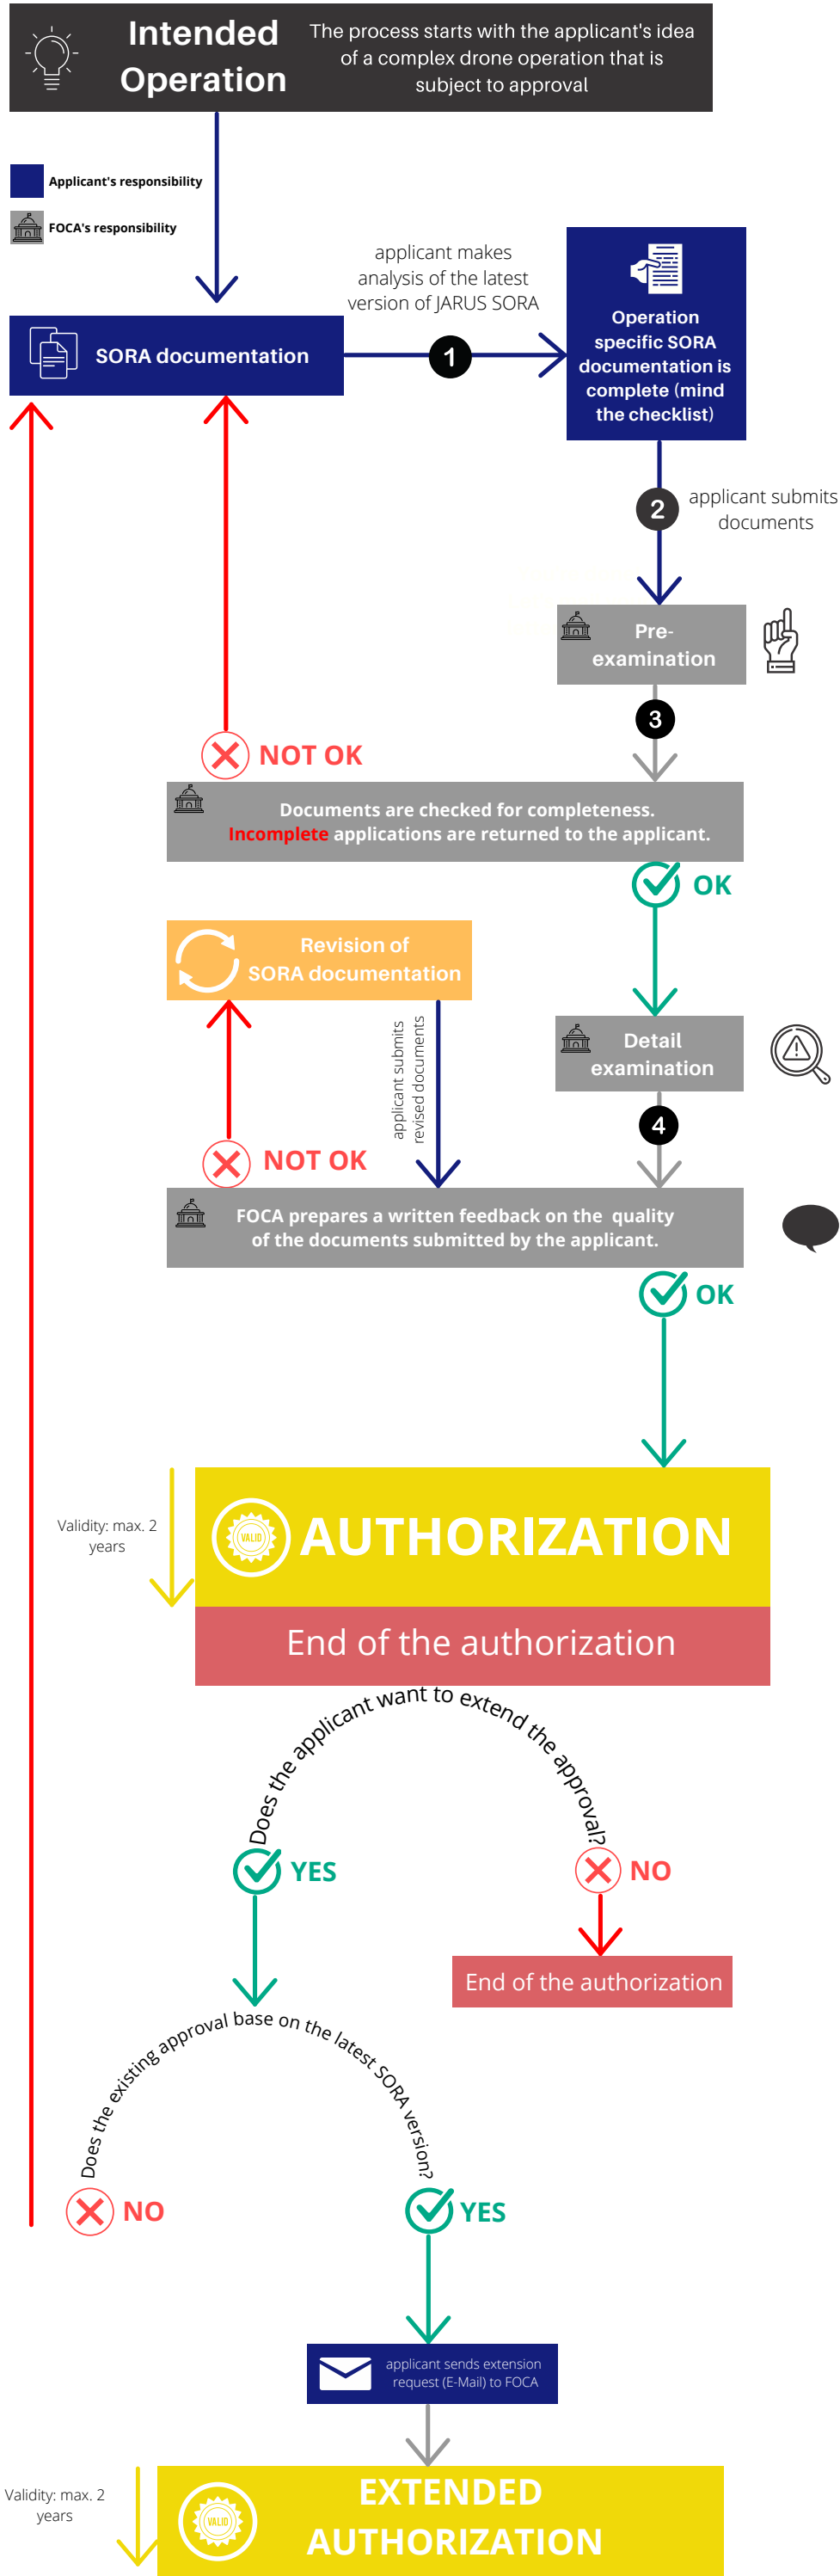 Intended
Operation
The process starts with the applicant's idea
of a complex drone operation that is
subject to approval
Applicant's responsibility
FOCA's responsibility
applicant makes
analysis of the latest
version of JARUS SORA
SORA documentation
1
Operation
specific SORA
documentation is
complete (mind
the checklist)
2
applicant submits
documents
Pre-
examination
3
NOT OK
Documents are checked for completeness.
Incomplete applications are returned to the applicant.
OK
Revision of
SORA documentation
applicant submits
revised documents
Detail
examination
4
NOT OK
FOCA prepares a written feedback on the quality
of the documents submitted by the applicant.
OK
Validity: max. 2
years
VALID
AUTHORIZATION
End of the authorization
Does the applicant want to extend the approval?
YES
NO
End of the authorization
Does the existing approval base on the latest SORA version?
NO
YES
applicant sends extension
request (E-Mail) to FOCA
Validity: max. 2
years
VALID
EXTENDED
AUTHORIZATION